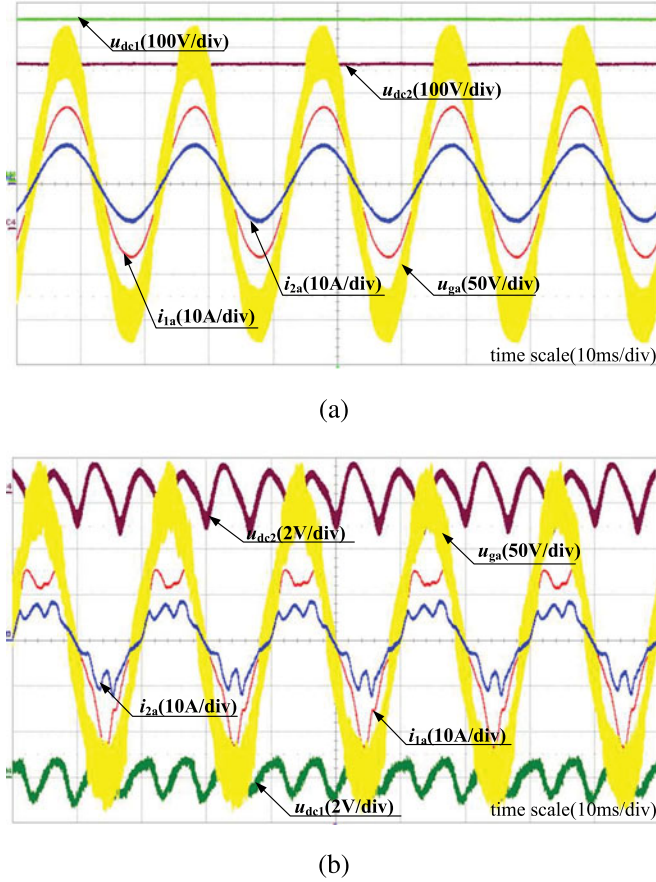 u_dc1(100V/div)
u_dc2(100V/div)
i_2a(10A/div)
u_ga(50V/div)
i_1a(10A/div)
time scale(10ms/div)
C4
(a)
u_dc2(2V/div)
u_ga(50V/div)
i_2a(10A/div)
i_1a(10A/div)
u_dc1(2V/div)
time scale(10ms/div)
(b)